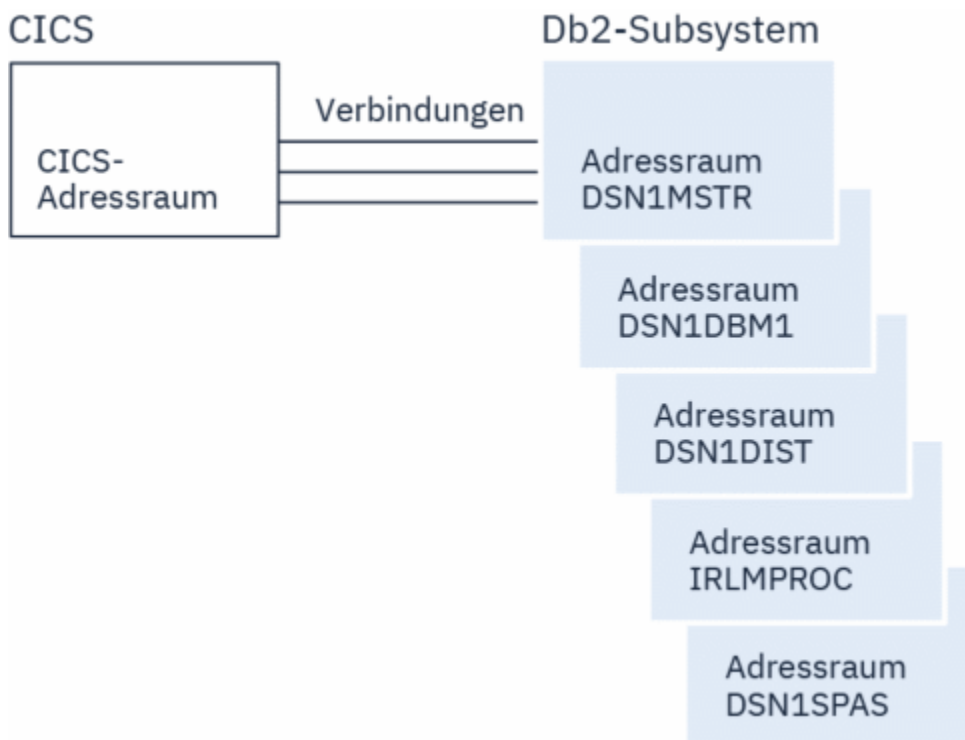 CICS
CICS-
Adressraum
Verbindungen
Db2-Subsystem
Adressraum
DSN1MSTR
Adressraum
DSN1DBM1
Adressraum
DSN1DIST
Adressraum
IRLMPROC
Adressraum
DSN1SPAS